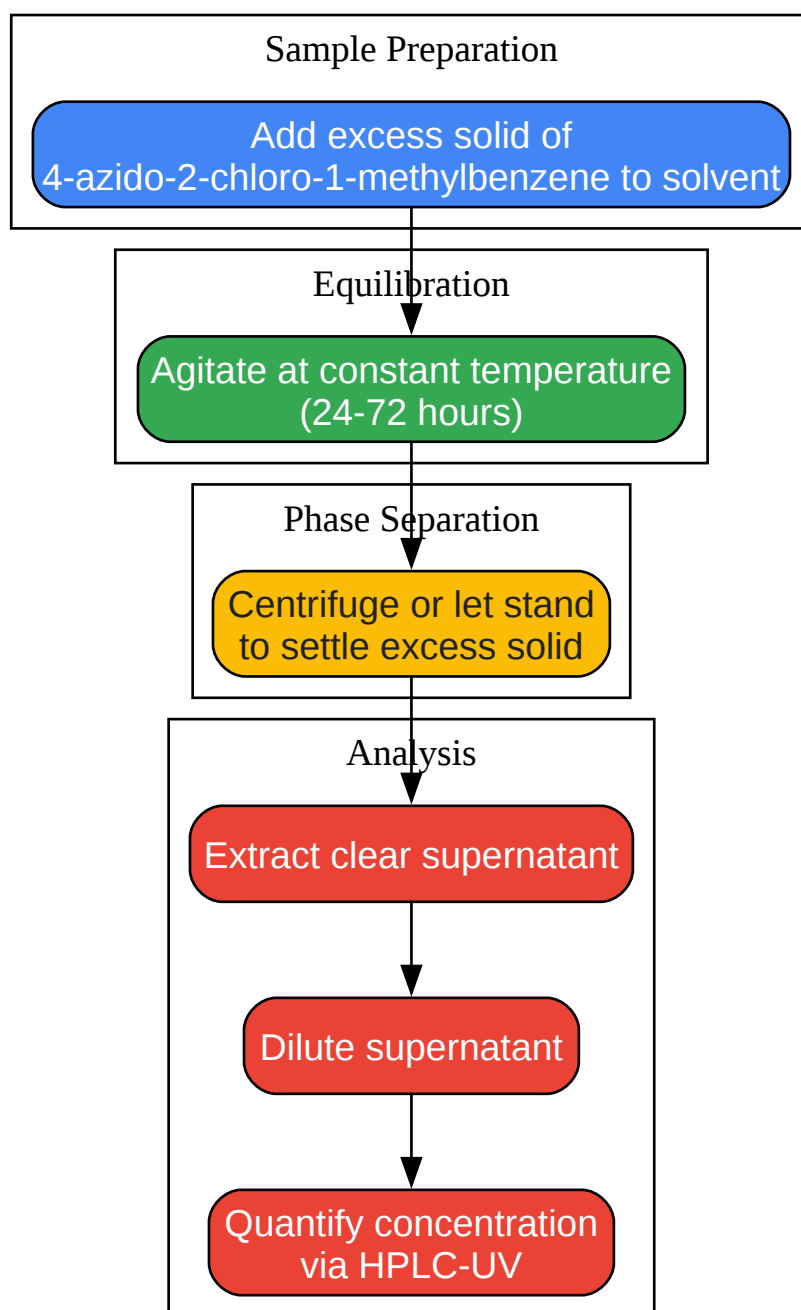 Sample Preparation
Add excess solid of
4-azido-2-chloro-1-methylbenzene to solvent
Equilibration
Agitate at constant temperature
(24-72 hours)
Phase Separation
Centrifuge or let stand
to settle excess solid
Analysis
Extract clear supernatant
Dilute supernatant
Quantify concentration
via HPLC-UV